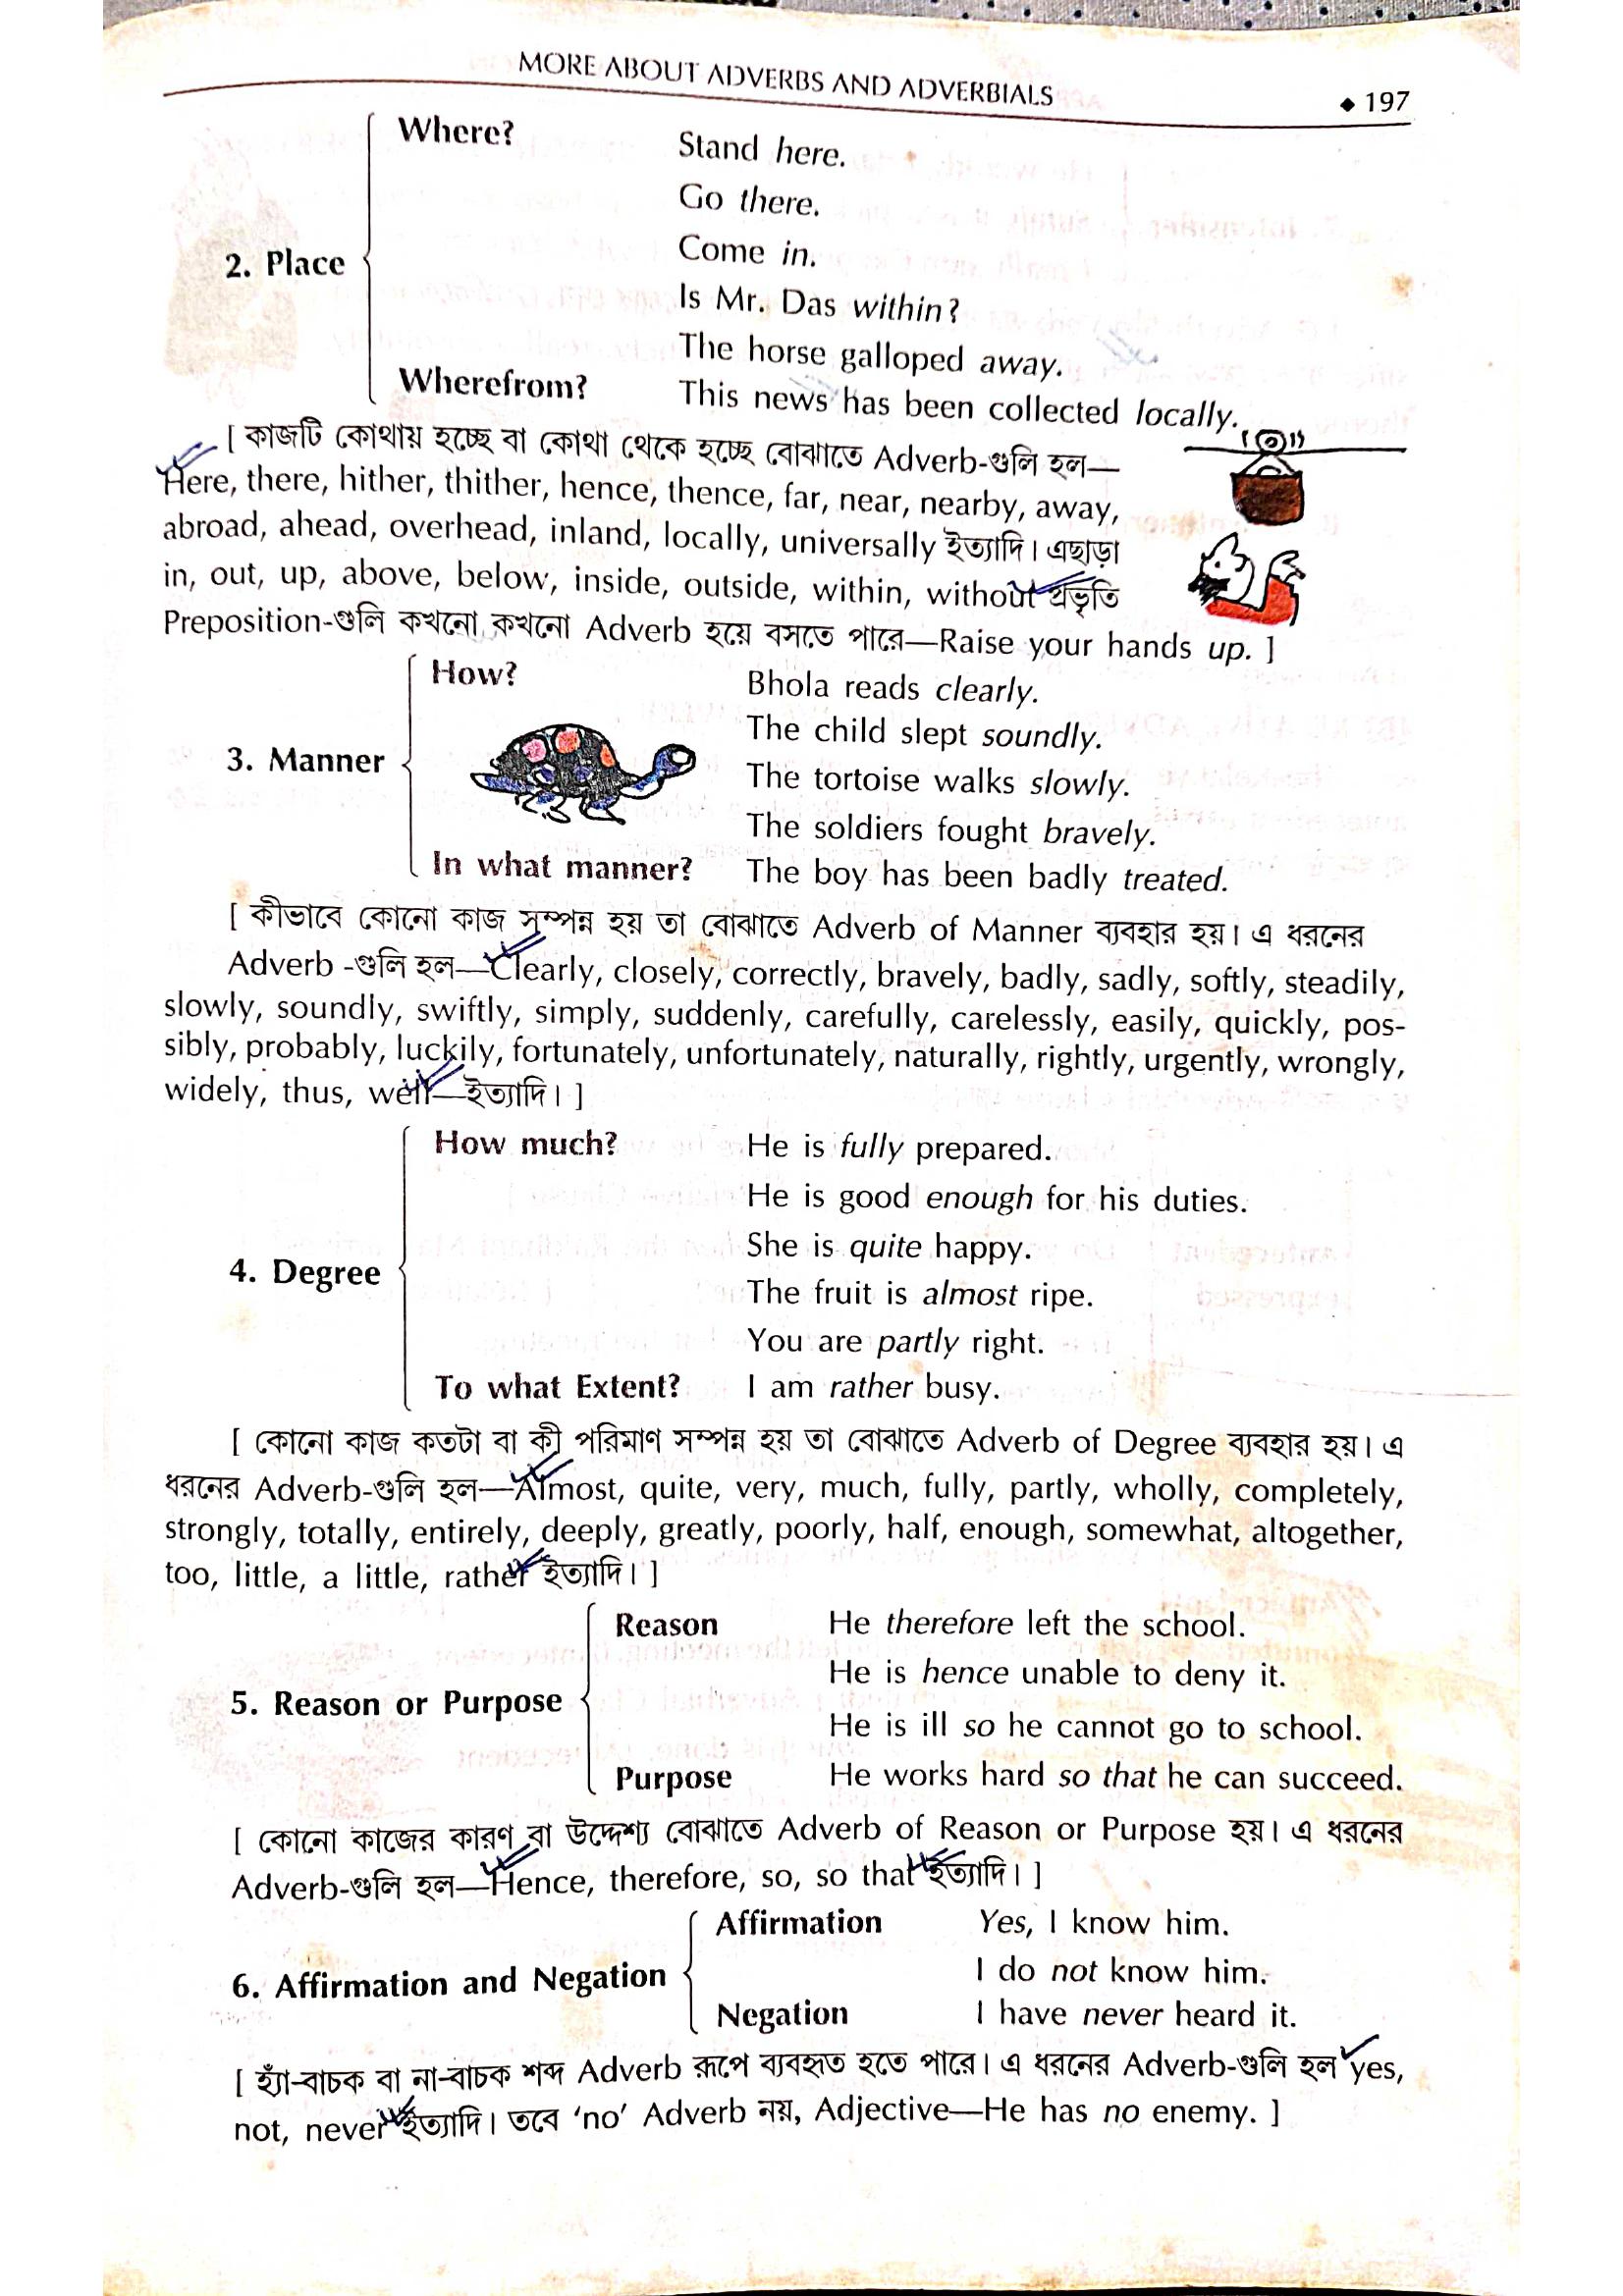 MORE ABOUT ADVERBS AND ADVERBIALS ◆ 197
Where? Stand here.
Go there.
Come in.
2. Place
Is Mr. Das within?
The horse galloped away.
Wherefrom? This news has been collected locally.
[ কাজটি কোথায় হচ্ছে বা কোথা থেকে হচ্ছে বোঝাতে Adverb-গুলি হল—
Here, there, hither, thither, hence, thence, far, near, nearby, away,
abroad, ahead, overhead, inland, locally, universally ইত্যাদি। এছাড়া
in, out, up, above, below, inside, outside, within, without প্রভৃতি
Preposition-গুলি কখনো কখনো Adverb হয়ে বসতে পারে—Raise your hands up. ]
How? Bhola reads clearly.
The child slept soundly.
3. Manner The tortoise walks slowly.
The soldiers fought bravely.
In what manner? The boy has been badly treated.
[ কীভাবে কোনো কাজ সম্পন্ন হয় তা বোঝাতে Adverb of Manner ব্যবহার হয়। এ ধরনের
Adverb -গুলি হল—Clearly, closely, correctly, bravely, badly, sadly, softly, steadily,
slowly, soundly, swiftly, simply, suddenly, carefully, carelessly, easily, quickly, pos-
sibly, probably, luckily, fortunately, unfortunately, naturally, rightly, urgently, wrongly,
widely, thus, well—ইত্যাদি। ]
How much? He is fully prepared.
He is good enough for his duties.
She is quite happy.
4. Degree
The fruit is almost ripe.
You are partly right.
To what Extent? I am rather busy.
[ কোনো কাজ কতটা বা কী পরিমাণ সম্পন্ন হয় তা বোঝাতে Adverb of Degree ব্যবহার হয়। এ
ধরনের Adverb-গুলি হল—Almost, quite, very, much, fully, partly, wholly, completely,
strongly, totally, entirely, deeply, greatly, poorly, half, enough, somewhat, altogether,
too, little, a little, rather ইত্যাদি। ]
Reason He therefore left the school.
He is hence unable to deny it.
5. Reason or Purpose
He is ill so he cannot go to school.
Purpose He works hard so that he can succeed.
[ কোনো কাজের কারণ বা উদ্দেশ্য বোঝাতে Adverb of Reason or Purpose হয়। এ ধরনের
Adverb-গুলি হল—Hence, therefore, so, so that ইত্যাদি। ]
Affirmation Yes, I know him.
6. Affirmation and Negation I do not know him.
Negation I have never heard it.
[ হ্যাঁ-বাচক বা না-বাচক শব্দ Adverb রূপে ব্যবহৃত হতে পারে। এ ধরনের Adverb-গুলি হল yes,
not, never ইত্যাদি। তবে ‘no’ Adverb নয়, Adjective—He has no enemy. ]